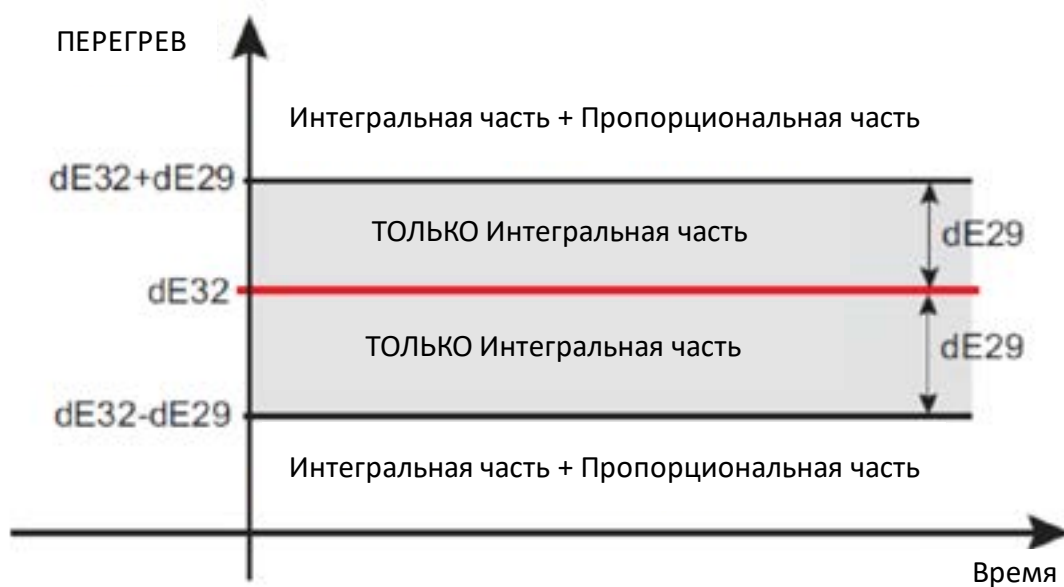 ПЕРЕГРЕВ
Интегральная часть + Пропорциональная часть
dE32+dE29
ТОЛЬКО Интегральная часть
dE29
dE32
ТОЛЬКО Интегральная часть
dE29
dE32-dE29
Интегральная часть + Пропорциональная часть
Время